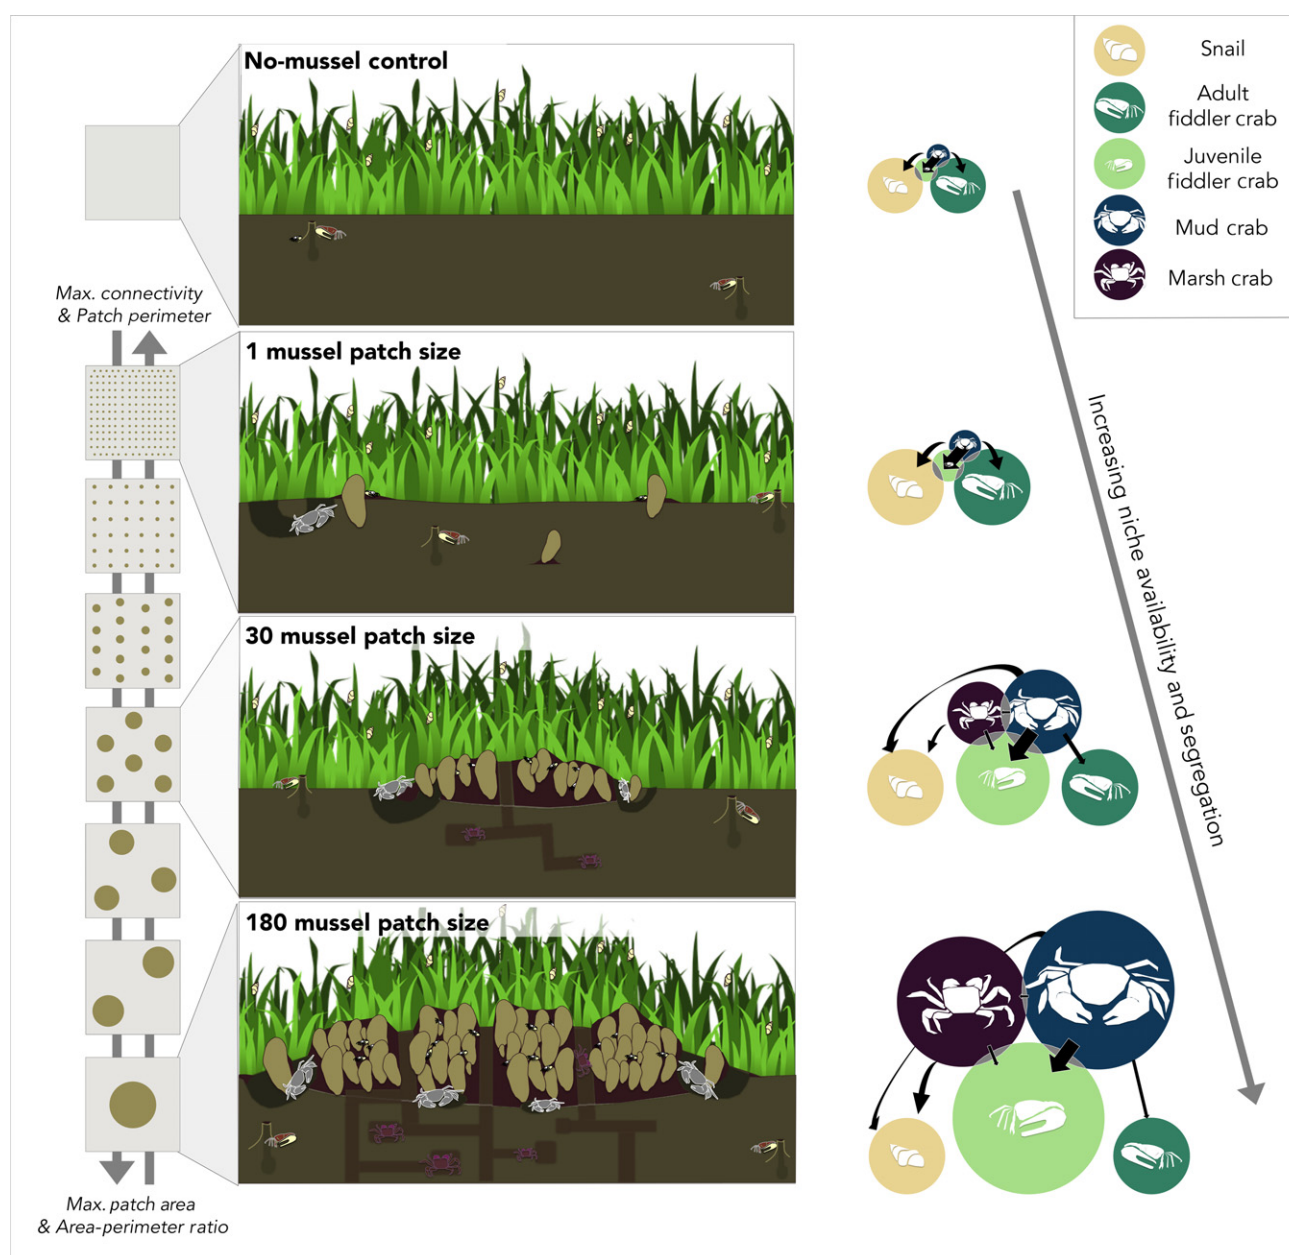 No-mussel control
Max. connectivity
& Patch perimeter
1 mussel patch size
30 mussel patch size
180 mussel patch size
Max. patch area
& Area-perimeter ratio
Snail
Adult
fiddler crab
Juvenile
fiddler crab
Mud crab
Marsh crab
Increasing niche availability and segregation